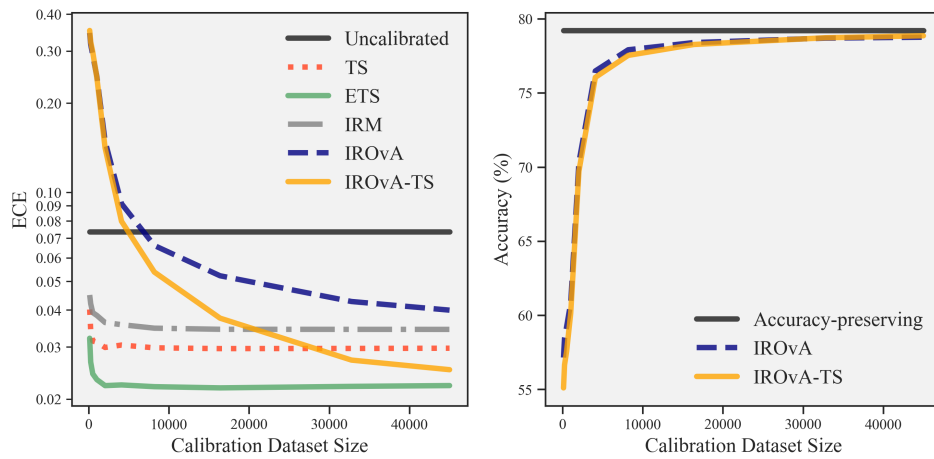 0.40
0.30
0.20
0.10
0.09
0.08
0.07
0.06
0.05
0.04
0.03
0.02
ECE
Uncalibrated
TS
ETS
IRM
IROvA
IROvA-TS
0
10000
20000
30000
40000
Calibration Dataset Size
80
75
70
65
60
55
Accuracy (%)
Accuracy-preserving
IROvA
IROvA-TS
0
10000
20000
30000
40000
Calibration Dataset Size